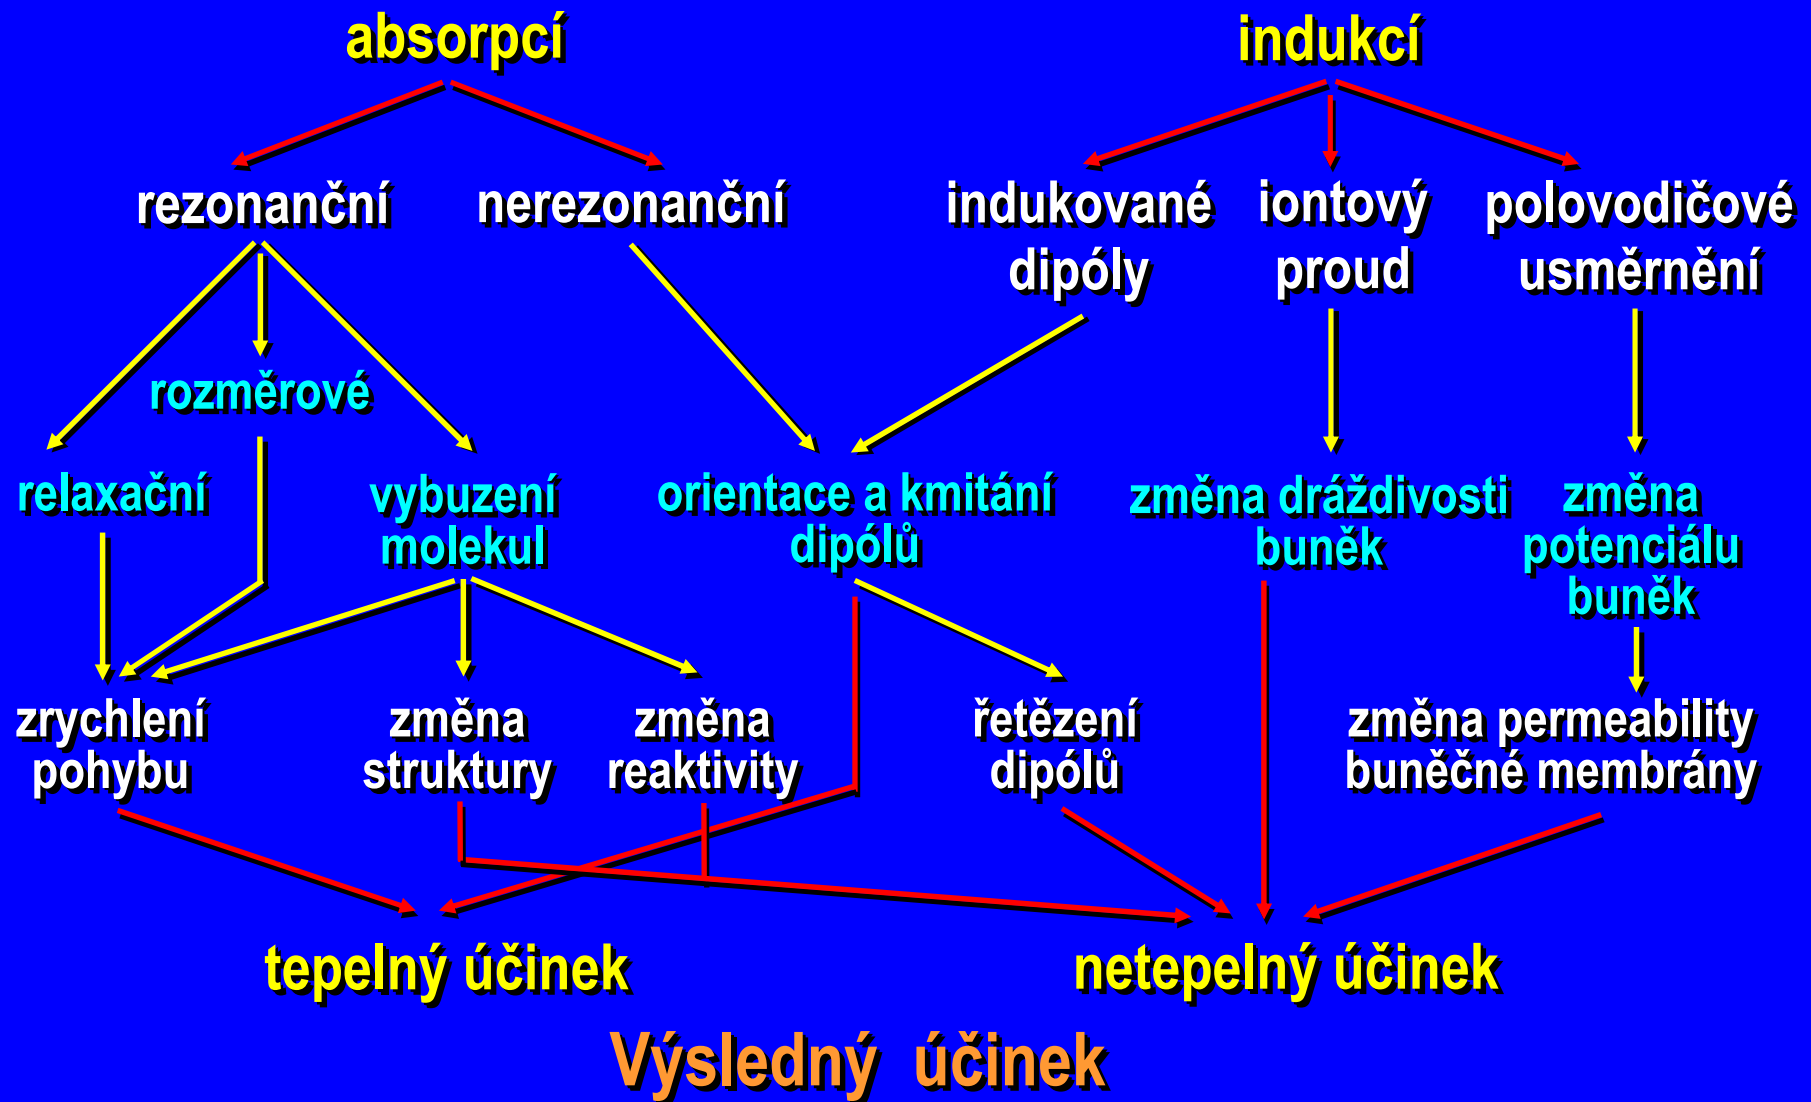 absorpcí
indukcí
rezonanční
nerezonanční
indukované
dipóly
iontový
proud
polovodičové
usměrnění
rozměrové
relaxační
vybuzení
molekul
orientace a kmitání
dipólů
změna dráždivosti
buněk
změna
potenciálu
buněk
zrychlení
pohybu
změna
struktury
změna
reaktivity
řetězení
dipólů
změna permeability
buněčné membrány
tepelný účinek
netepelný účinek
Výsledný účinek